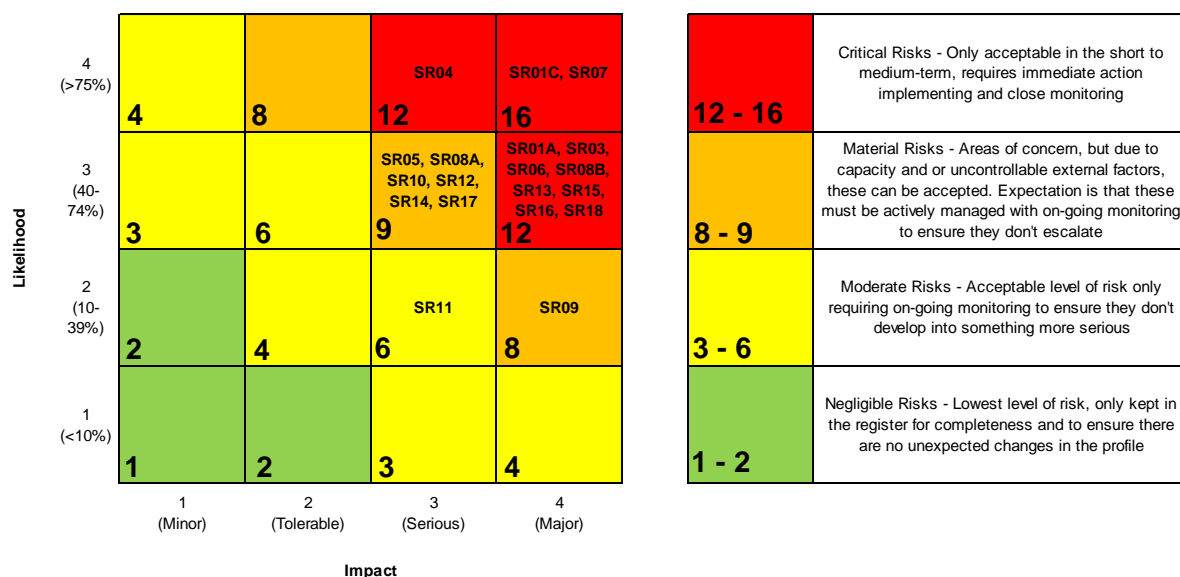 4
(>75%)
SR04
SR01C, SR07
4
8
12
16
3
(40-
74%)
SR05, SR08A,
SR10, SR12,
SR14, SR17
SR01A, SR03,
SR06, SR08B,
SR13, SR15,
SR16, SR18
3
6
9
12
Likelihood
2
(10-
39%)
SR11
SR09
2
4
6
8
1
(<10%)
1
2
3
4
1
(Minor)
2
(Tolerable)
3
(Serious)
4
(Major)
Impact
12 - 16
Critical Risks - Only acceptable in the short to
medium-term, requires immediate action
implementing and close monitoring
8 - 9
Material Risks - Areas of concern, but due to
capacity and or uncontrollable external factors,
these can be accepted. Expectation is that these
must be actively managed with on-going monitoring
to ensure they don't escalate
3 - 6
Moderate Risks - Acceptable level of risk only
requiring on-going monitoring to ensure they don't
develop into something more serious
1 - 2
Negligible Risks - Lowest level of risk, only kept in
the register for completeness and to ensure there
are no unexpected changes in the profile